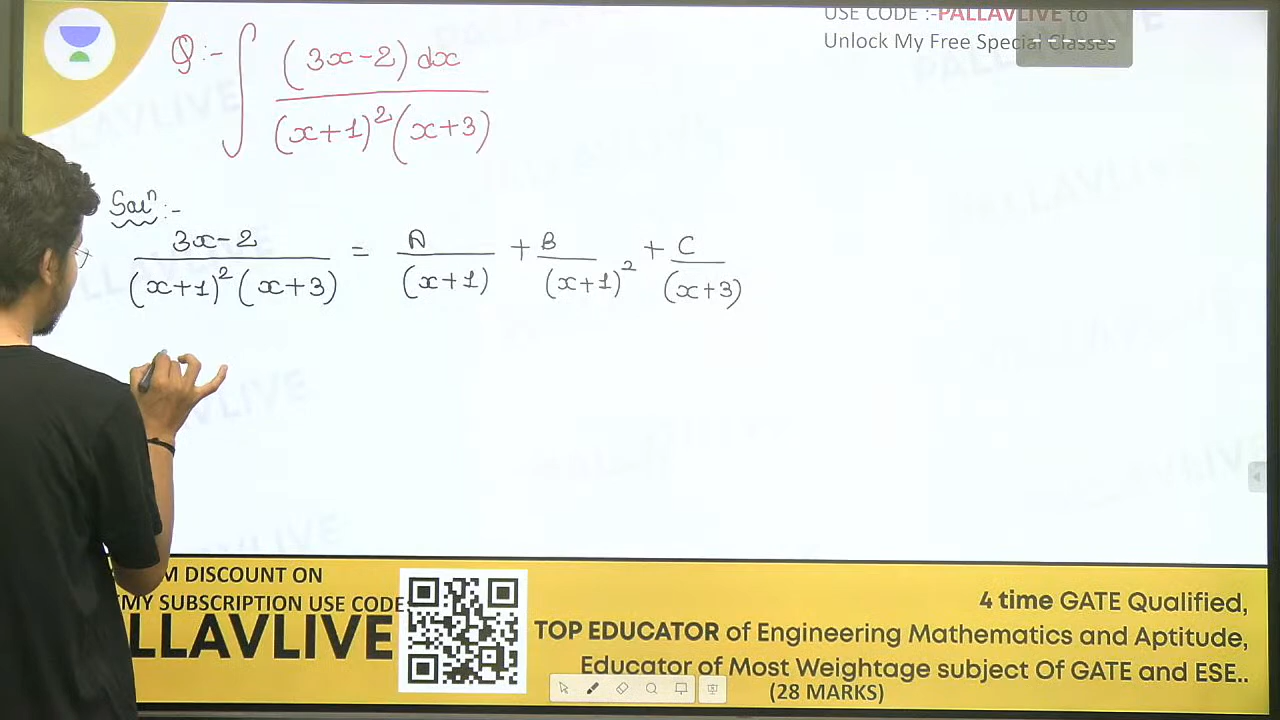 USE CODE :-PALLAVLIVE to
Unlock My Free Special Classes
Q:- ∫ (3x-2) dx
(x+1)² (x+3)
Solⁿ :-
3x-2 = A + B + C
(x+1)² (x+3) (x+1) (x+1)² (x+3)
M DISCOUNT ON
MY SUBSCRIPTION USE CODE:
LLAVLIVE
4 time GATE Qualified,
TOP EDUCATOR of Engineering Mathematics and Aptitude,
Educator of Most Weightage subject Of GATE and ESE..
(28 MARKS)